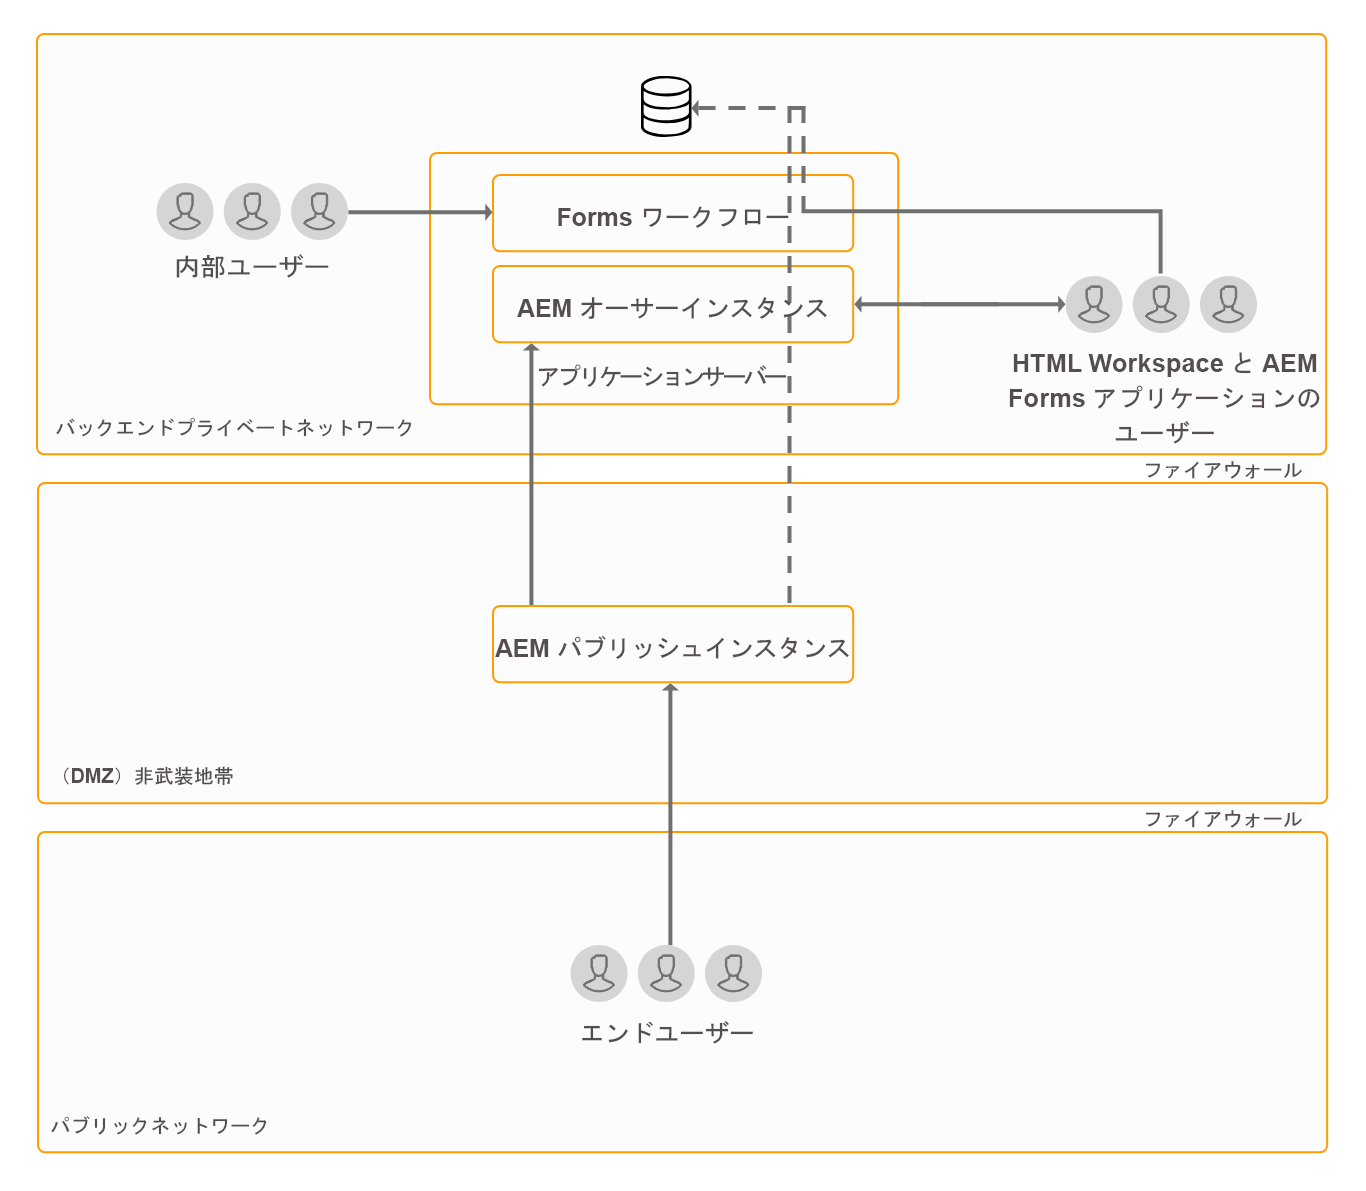 Forms ワークフロー
内部ユーザー
AEM オーサーインスタンス
HTML Workspace と AEM
Forms アプリケーションの
ユーザー
アプリケーションサーバー
バックエンドプライベートネットワーク
ファイアウォール
AEM パブリッシュインスタンス
（DMZ）非武装地帯
ファイアウォール
エンドユーザー
パブリックネットワーク